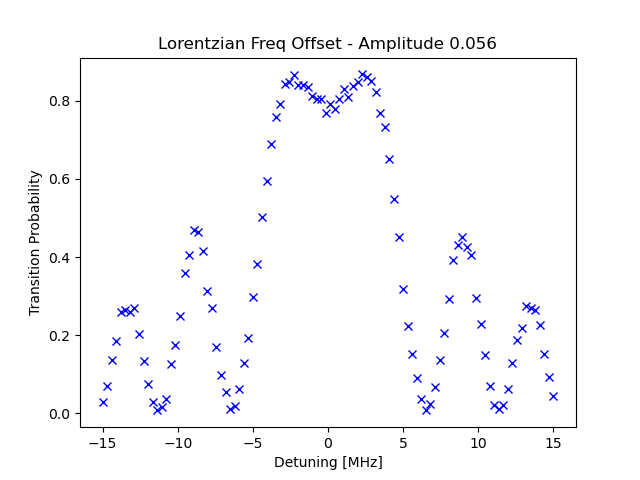 Lorentzian Freq Offset - Amplitude 0.056
Transition Probability
0.8
0.6
0.4
0.2
0.0
−15 −10 −5 0 5 10 15
Detuning [MHz]